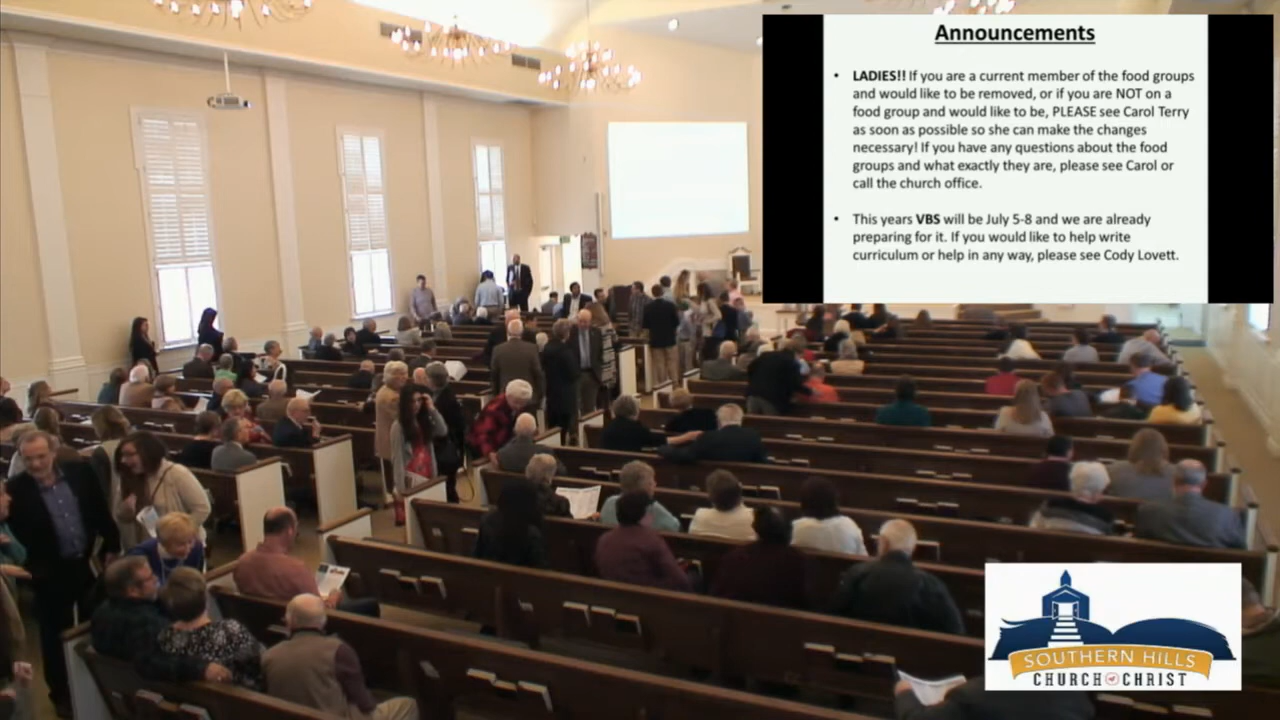 Announcements
• LADIES!! If you are a current member of the food groups
and would like to be removed, or if you are NOT on a
food group and would like to be, PLEASE see Carol Terry
as soon as possible so she can make the changes
necessary! If you have any questions about the food
groups and what exactly they are, please see Carol or
call the church office.
• This years VBS will be July 5-8 and we are already
preparing for it. If you would like to help write
curriculum or help in any way, please see Cody Lovett.
SOUTHERN HILLS
CHURCH OF CHRIST